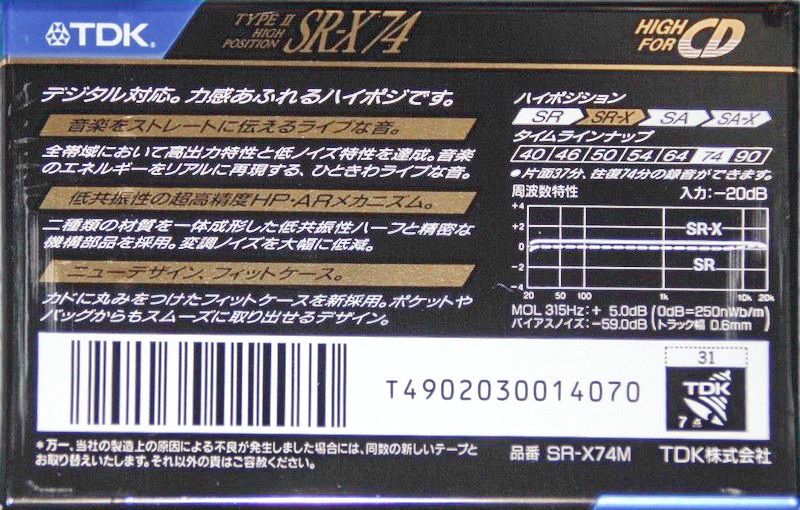 TDK.
TYPE II
HIGH
POSITION
SR-X74
HIGH
FOR CD
デジタル対応。力感あふれるハイポジです。
音楽をストレートに伝えるライブな音。
全帯域において高出力特性と低ノイズ特性を達成。音楽
のエネルギーをリアルに再現する、ひときわライブな音。
低共振性の超高精度HP・ARメカニズム。
二種類の材質を一体成形した低共振性ハーフと精密な
機構部品を採用。変調ノイズを大幅に低減。
ニューデザイン、フィットケース。
カドに丸みをつけたフィットケースを新採用。ポケットや
バッグからもスムーズに取り出せるデザイン。
ハイポジション
SR SR-X SA SA-X
タイムラインナップ
40 46 50 54 64 74 90
●片面37分、往復74分の録音ができます。
周波数特性 入力:−20dB
+4
+2
0
−2
−4
SR-X
SR
20 50 100 1k 10k 20k
MOL 315Hz:+ 5.0dB (0dB=250nWb/m)
バイアスノイズ:−59.0dB (トラック幅 0.6mm)
T4902030014070
31
TDK
7点
*万一、当社の製造上の原因による不良が発生しました場合には、同数の新しいテープと
お取り替えいたします。それ以外の責はご容赦ください。
品番 SR-X74M TDK株式会社